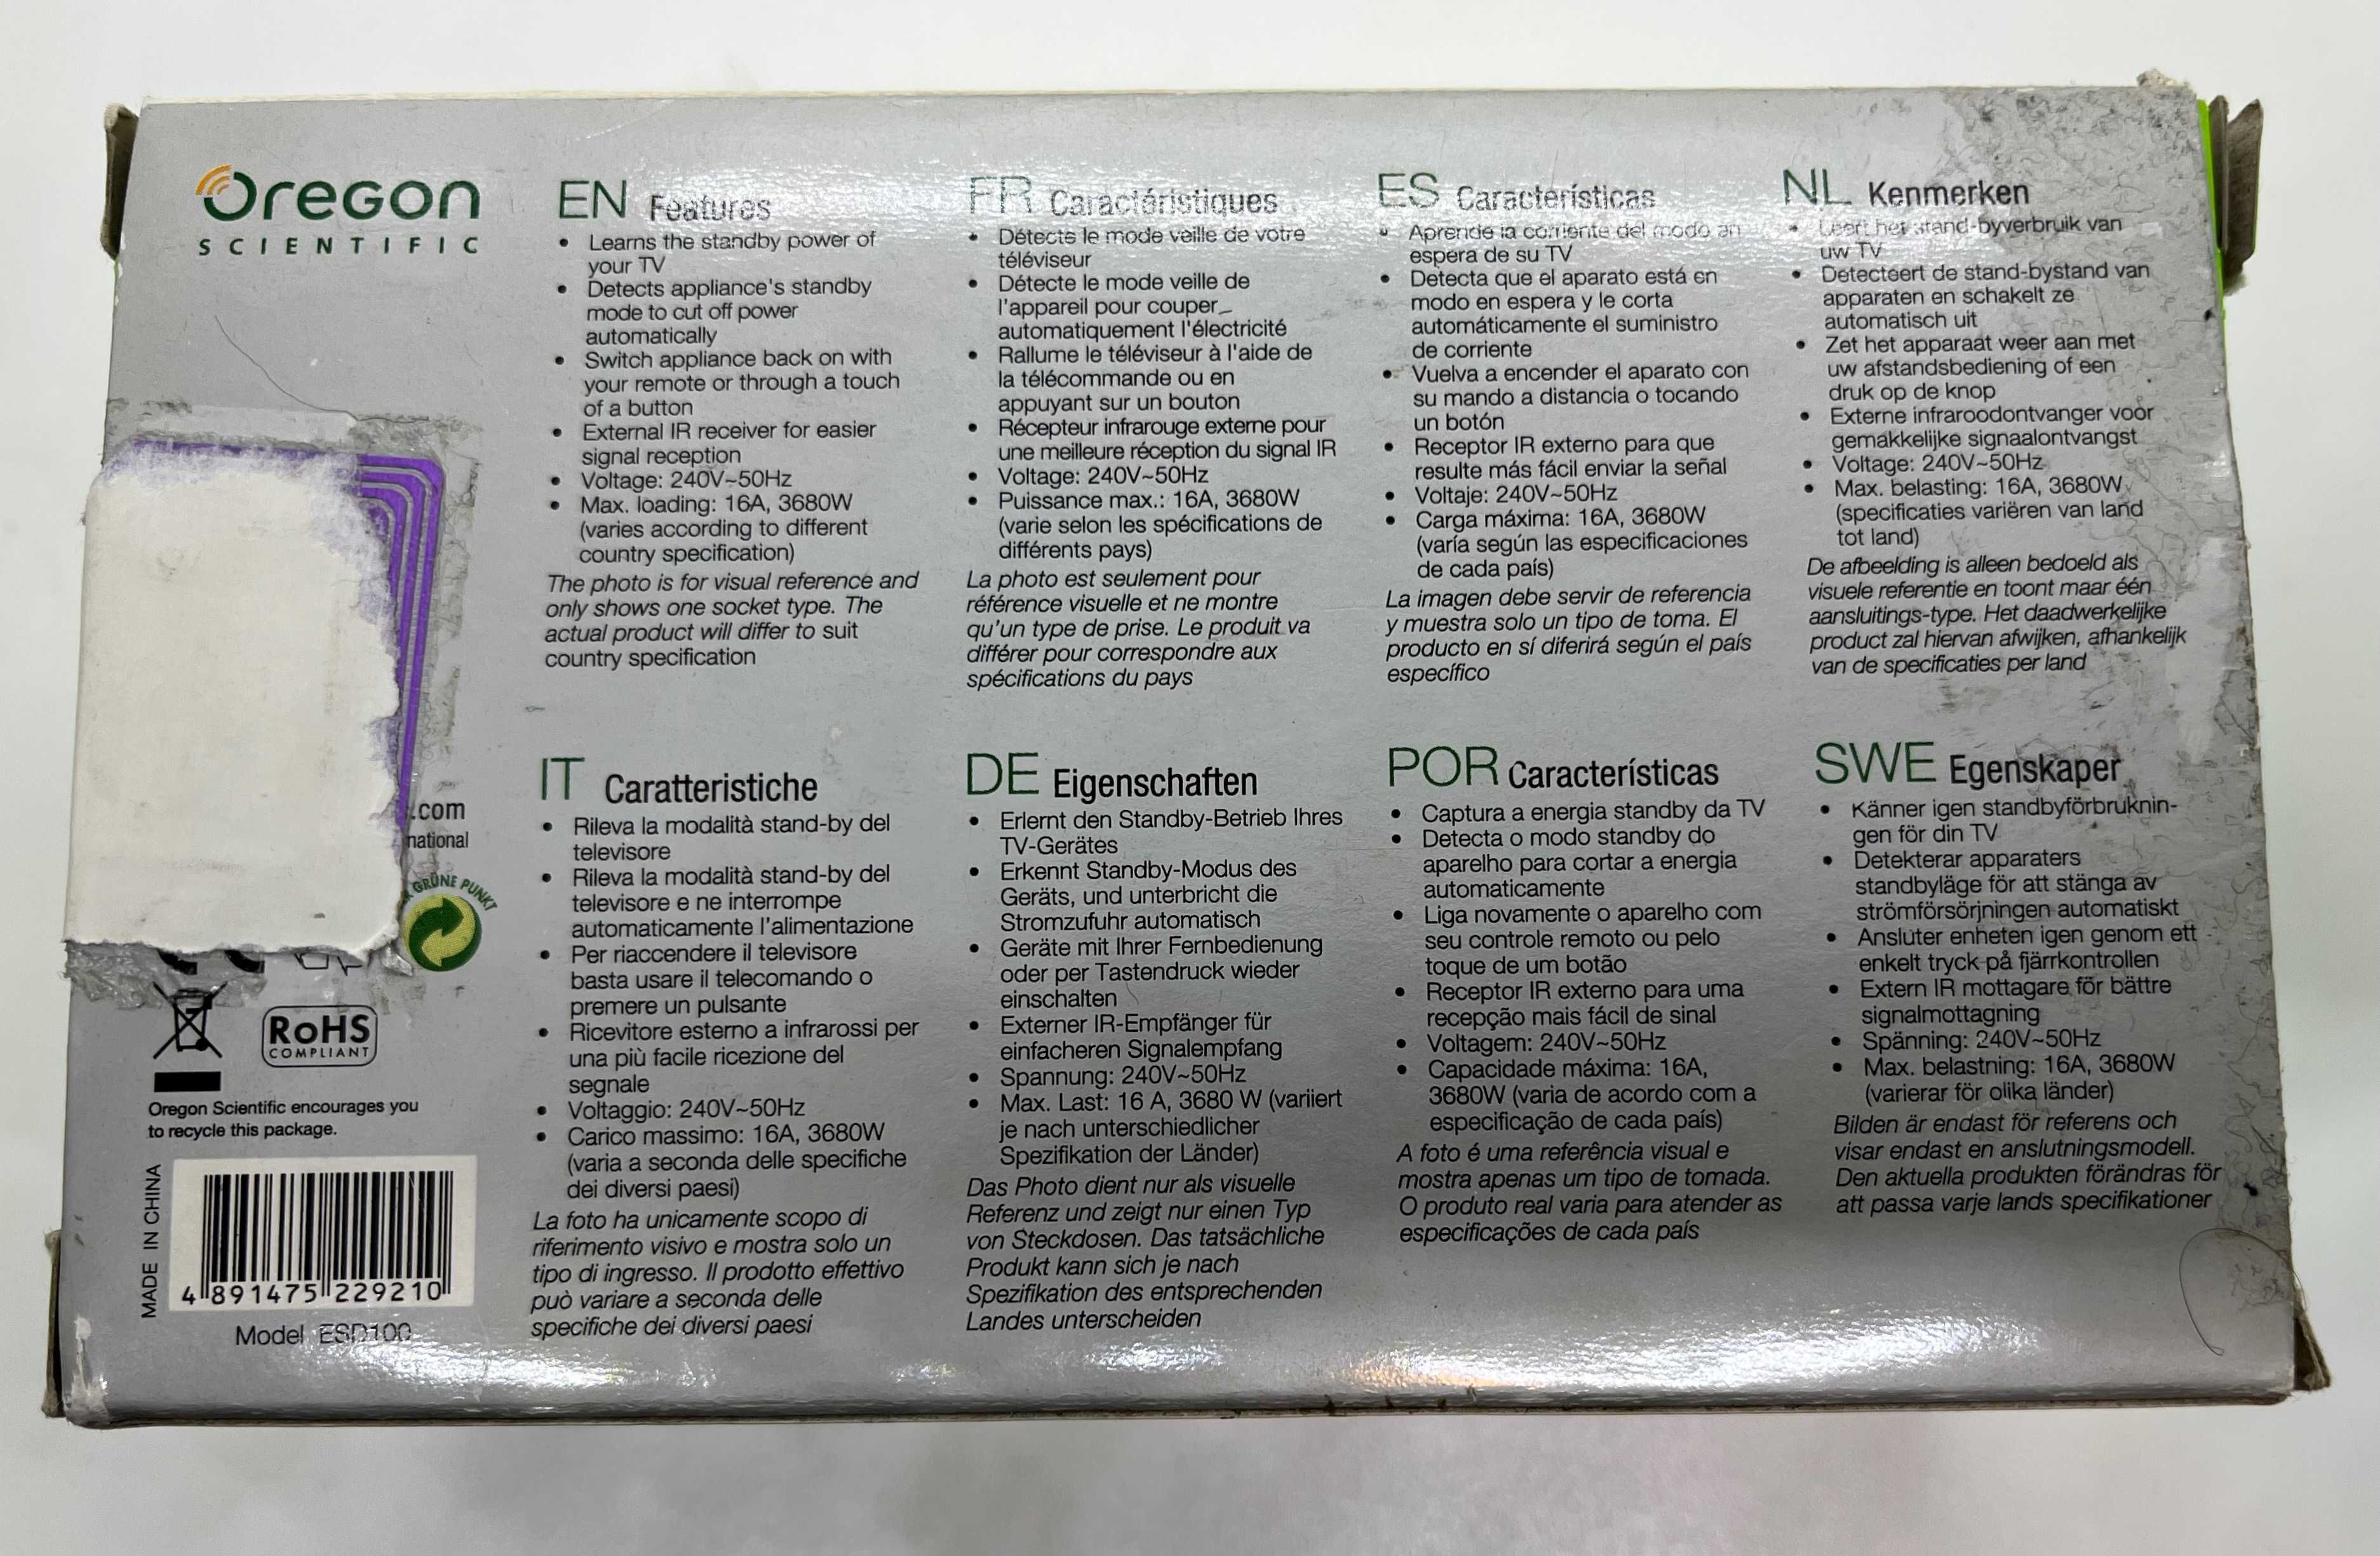 Oregon
SCIENTIFIC
.com
national
GRÜNE PUNKT
RoHS
COMPLIANT
Oregon Scientific encourages you
to recycle this package.
MADE IN CHINA
4 891475 229210
Model ESD100
EN Features
• Learns the standby power of
your TV
• Detects appliance's standby
mode to cut off power
automatically
• Switch appliance back on with
your remote or through a touch
of a button
• External IR receiver for easier
signal reception
• Voltage: 240V~50Hz
• Max. loading: 16A, 3680W
(varies according to different
country specification)
The photo is for visual reference and
only shows one socket type. The
actual product will differ to suit
country specification
FR Caractéristiques
• Détecte le mode veille de votre
téléviseur
• Détecte le mode veille de
l'appareil pour couper
automatiquement l'électricité
• Rallume le téléviseur à l'aide de
la télécommande ou en
appuyant sur un bouton
• Récepteur infrarouge externe pour
une meilleure réception du signal IR
• Voltage: 240V~50Hz
• Puissance max.: 16A, 3680W
(varie selon les spécifications de
différents pays)
La photo est seulement pour
référence visuelle et ne montre
qu'un type de prise. Le produit va
différer pour correspondre aux
spécifications du pays
ES Características
• Aprende la corriente del modo en
espera de su TV
• Detecta que el aparato está en
modo en espera y le corta
automáticamente el suministro
de corriente
• Vuelva a encender el aparato con
su mando a distancia o tocando
un botón
• Receptor IR externo para que
resulte más fácil enviar la señal
• Voltaje: 240V~50Hz
• Carga máxima: 16A, 3680W
(varía según las especificaciones
de cada país)
La imagen debe servir de referencia
y muestra solo un tipo de toma. El
producto en sí diferirá según el país
específico
NL Kenmerken
• Leert het stand-byverbruik van
uw TV
• Detecteert de stand-bystand van
apparaten en schakelt ze
automatisch uit
• Zet het apparaat weer aan met
uw afstandsbediening of een
druk op de knop
• Externe infraroodontvanger voor
gemakkelijke signaalontvangst
• Voltage: 240V~50Hz
• Max. belasting: 16A, 3680W
(specificaties variëren van land
tot land)
De afbeelding is alleen bedoeld als
visuele referentie en toont maar één
aansluitings-type. Het daadwerkelijke
product zal hiervan afwijken, afhankelijk
van de specificaties per land
IT Caratteristiche
• Rileva la modalità stand-by del
televisore
• Rileva la modalità stand-by del
televisore e ne interrompe
automaticamente l'alimentazione
• Per riaccendere il televisore
basta usare il telecomando o
premere un pulsante
• Ricevitore esterno a infrarossi per
una più facile ricezione del
segnale
• Voltaggio: 240V~50Hz
• Carico massimo: 16A, 3680W
(varia a seconda delle specifiche
dei diversi paesi)
La foto ha unicamente scopo di
riferimento visivo e mostra solo un
tipo di ingresso. Il prodotto effettivo
può variare a seconda delle
specifiche dei diversi paesi
DE Eigenschaften
• Erlernt den Standby-Betrieb Ihres
TV-Gerätes
• Erkennt Standby-Modus des
Geräts, und unterbricht die
Stromzufuhr automatisch
• Geräte mit Ihrer Fernbedienung
oder per Tastendruck wieder
einschalten
• Externer IR-Empfänger für
einfacheren Signalempfang
• Spannung: 240V~50Hz
• Max. Last: 16 A, 3680 W (variiert
je nach unterschiedlicher
Spezifikation der Länder)
Das Photo dient nur als visuelle
Referenz und zeigt nur einen Typ
von Steckdosen. Das tatsächliche
Produkt kann sich je nach
Spezifikation des entsprechenden
Landes unterscheiden
POR Características
• Captura a energia standby da TV
• Detecta o modo standby do
aparelho para cortar a energia
automaticamente
• Liga novamente o aparelho com
seu controle remoto ou pelo
toque de um botão
• Receptor IR externo para uma
recepção mais fácil de sinal
• Voltagem: 240V~50Hz
• Capacidade máxima: 16A,
3680W (varia de acordo com a
especificação de cada país)
A foto é uma referência visual e
mostra apenas um tipo de tomada.
O produto real varia para atender as
especificações de cada país
SWE Egenskaper
• Känner igen standbyförbruknin-
gen för din TV
• Detekterar apparaters
standbyläge för att stänga av
strömförsörjningen automatiskt
• Ansluter enheten igen genom ett
enkelt tryck på fjärrkontrollen
• Extern IR mottagare för bättre
signalmottagning
• Spänning: 240V~50Hz
• Max. belastning: 16A, 3680W
(varierar för olika länder)
Bilden är endast för referens och
visar endast en anslutningsmodell.
Den aktuella produkten förändras för
att passa varje lands specifikationer